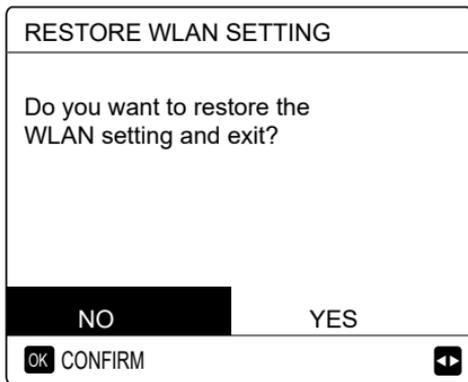 RESTORE WLAN SETTING
Do you want to restore the
WLAN setting and exit?
NO YES
OK CONFIRM